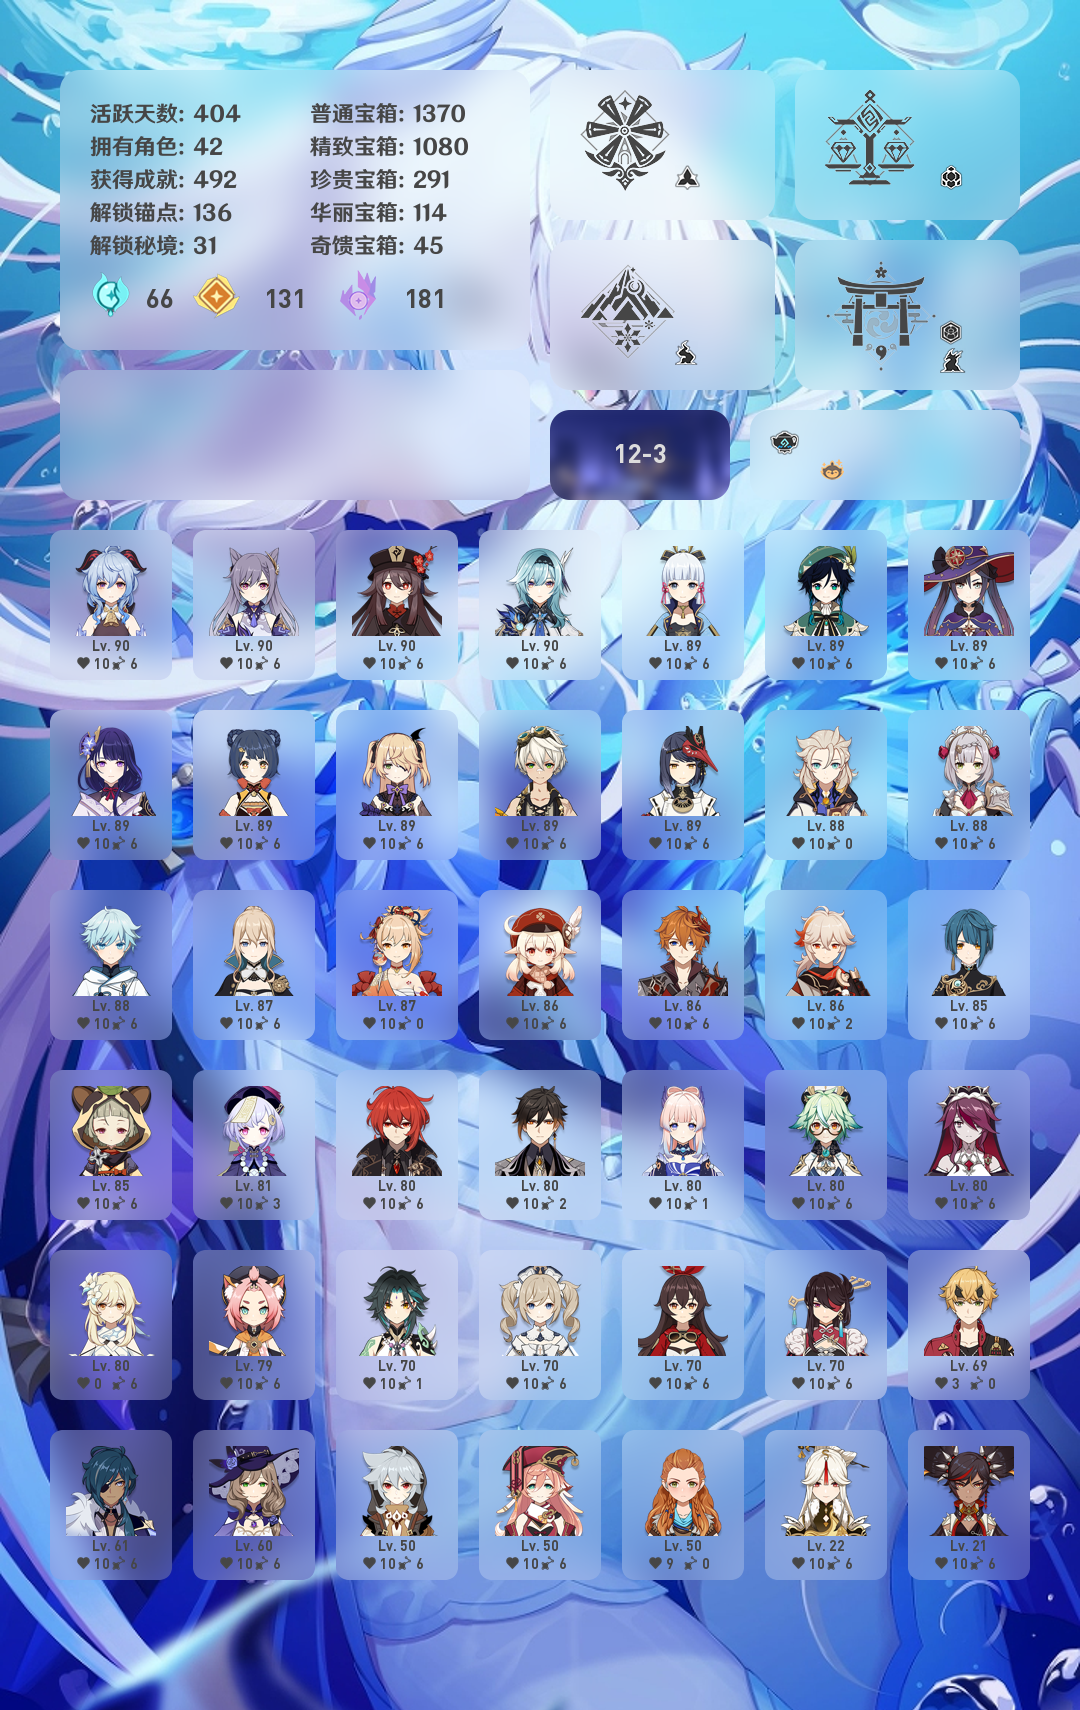 活跃天数: 404 普通宝箱: 1370
拥有角色: 42 精致宝箱: 1080
获得成就: 492 珍贵宝箱: 291
解锁锚点: 136 华丽宝箱: 114
解锁秘境: 31 奇馈宝箱: 45
66 131 181
12-3
Lv. 90 Lv. 90 Lv. 90 Lv. 90 Lv. 89 Lv. 89 Lv. 89
10 6 10 6 10 6 10 6 10 6 10 6 10 6
Lv. 89 Lv. 89 Lv. 89 Lv. 89 Lv. 89 Lv. 88 Lv. 88
10 6 10 6 10 6 10 6 10 6 10 0 10 6
Lv. 88 Lv. 87 Lv. 87 Lv. 86 Lv. 86 Lv. 86 Lv. 85
10 6 10 6 10 0 10 6 10 6 10 2 10 6
Lv. 85 Lv. 81 Lv. 80 Lv. 80 Lv. 80 Lv. 80 Lv. 80
10 6 10 3 10 6 10 2 10 1 10 6 10 6
Lv. 80 Lv. 79 Lv. 70 Lv. 70 Lv. 70 Lv. 70 Lv. 69
0 6 10 6 10 1 10 6 10 6 10 6 3 0
Lv. 61 Lv. 60 Lv. 50 Lv. 50 Lv. 50 Lv. 22 Lv. 21
10 6 10 6 10 6 10 6 9 0 10 6 10 6